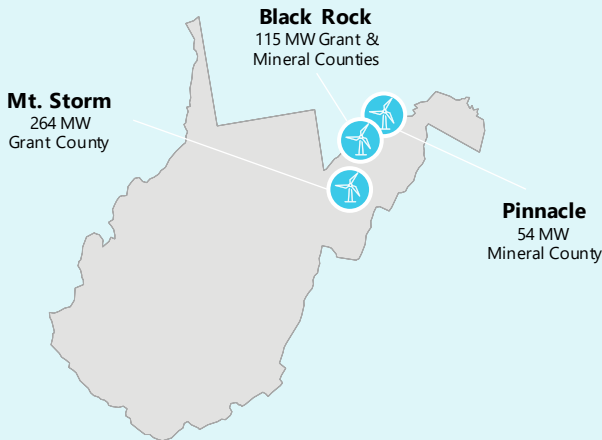 Black Rock
115 MW Grant &
Mineral Counties
Mt. Storm
264 MW
Grant County
Pinnacle
54 MW
Mineral County